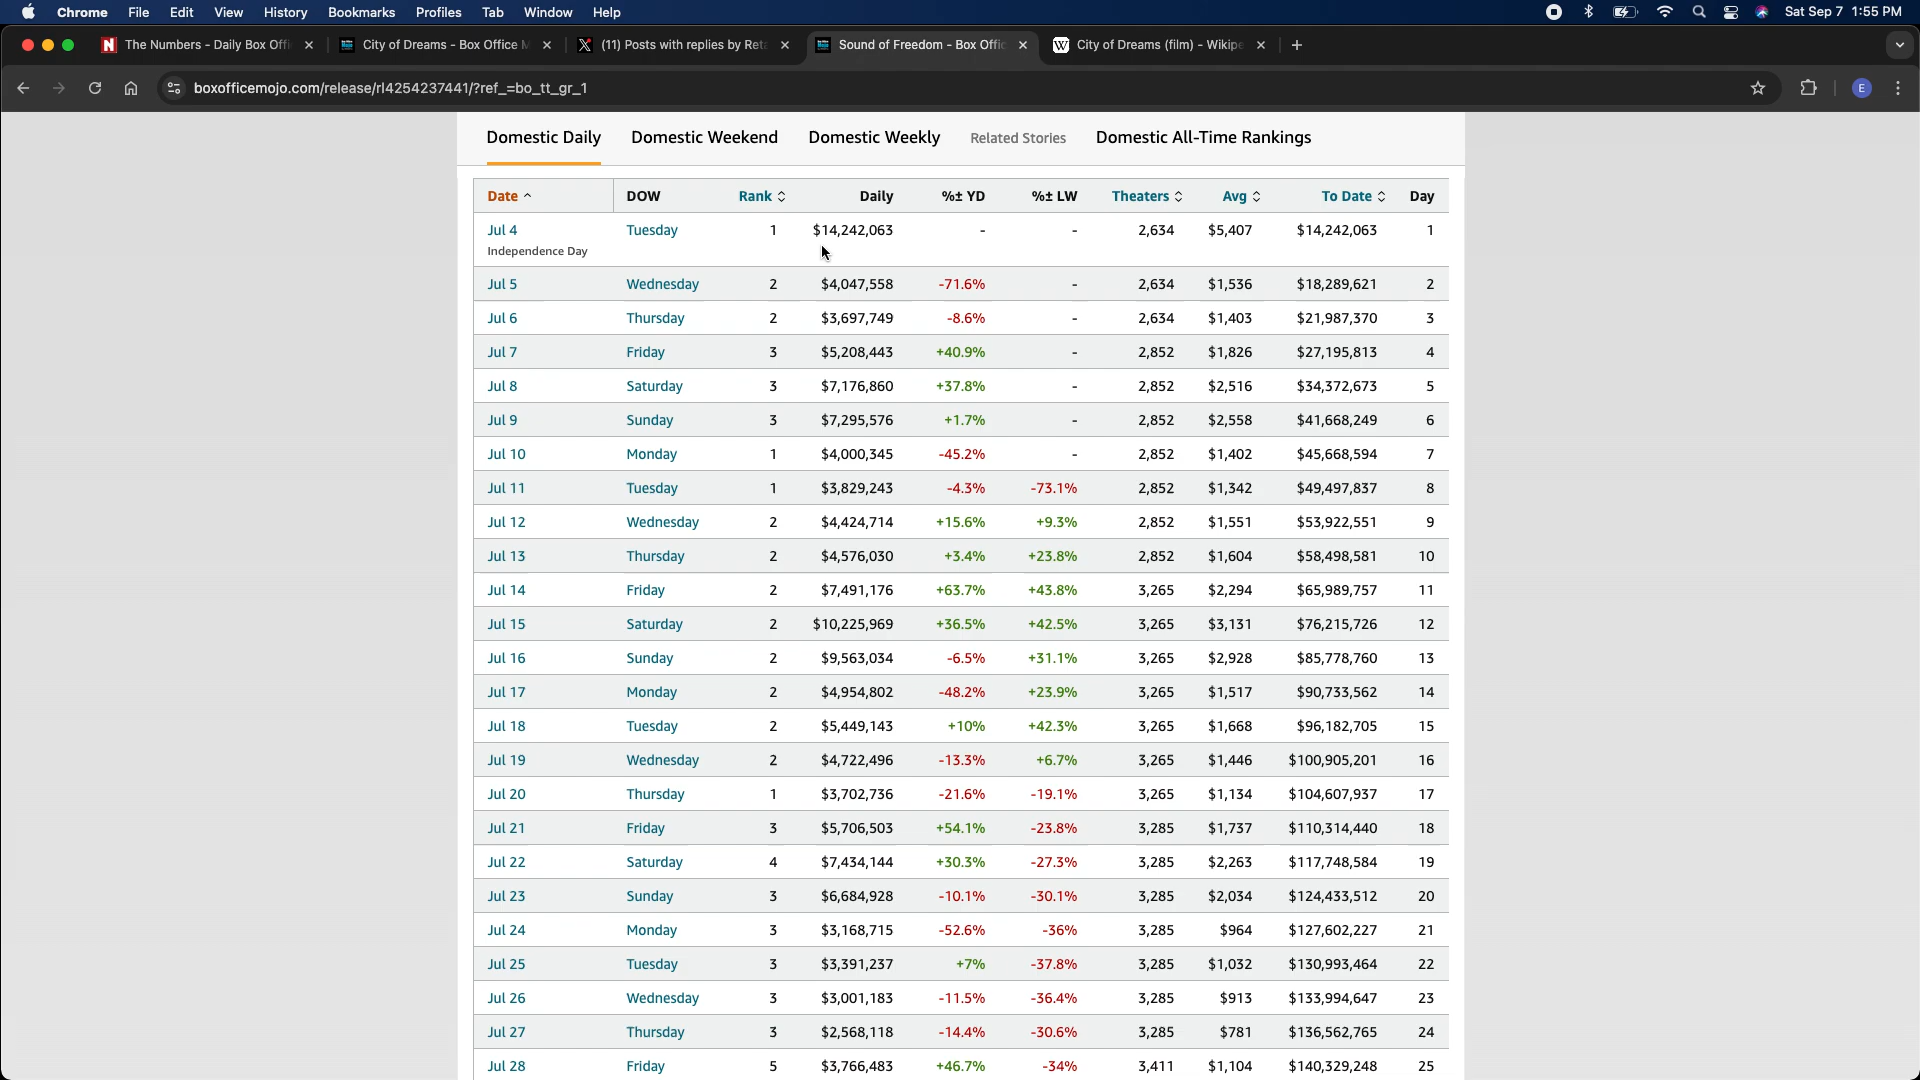 Chrome File Edit View History Bookmarks Profiles Tab Window Help Sat Sep 7 1:55 PM
The Numbers - Daily Box Offi City of Dreams - Box Office M (11) Posts with replies by Reta Sound of Freedom - Box Offic City of Dreams (film) - Wikipe
boxofficemojo.com/release/rl4254237441/?ref_=bo_tt_gr_1 E
Domestic Daily Domestic Weekend Domestic Weekly Related Stories Domestic All-Time Rankings
Date DOW Rank Daily %± YD %± LW Theaters Avg To Date Day
Jul 4 Tuesday 1 $14,242,063 - - 2,634 $5,407 $14,242,063 1
Independence Day
Jul 5 Wednesday 2 $4,047,558 -71.6% - 2,634 $1,536 $18,289,621 2
Jul 6 Thursday 2 $3,697,749 -8.6% - 2,634 $1,403 $21,987,370 3
Jul 7 Friday 3 $5,208,443 +40.9% - 2,852 $1,826 $27,195,813 4
Jul 8 Saturday 3 $7,176,860 +37.8% - 2,852 $2,516 $34,372,673 5
Jul 9 Sunday 3 $7,295,576 +1.7% - 2,852 $2,558 $41,668,249 6
Jul 10 Monday 1 $4,000,345 -45.2% - 2,852 $1,402 $45,668,594 7
Jul 11 Tuesday 1 $3,829,243 -4.3% -73.1% 2,852 $1,342 $49,497,837 8
Jul 12 Wednesday 2 $4,424,714 +15.6% +9.3% 2,852 $1,551 $53,922,551 9
Jul 13 Thursday 2 $4,576,030 +3.4% +23.8% 2,852 $1,604 $58,498,581 10
Jul 14 Friday 2 $7,491,176 +63.7% +43.8% 3,265 $2,294 $65,989,757 11
Jul 15 Saturday 2 $10,225,969 +36.5% +42.5% 3,265 $3,131 $76,215,726 12
Jul 16 Sunday 2 $9,563,034 -6.5% +31.1% 3,265 $2,928 $85,778,760 13
Jul 17 Monday 2 $4,954,802 -48.2% +23.9% 3,265 $1,517 $90,733,562 14
Jul 18 Tuesday 2 $5,449,143 +10% +42.3% 3,265 $1,668 $96,182,705 15
Jul 19 Wednesday 2 $4,722,496 -13.3% +6.7% 3,265 $1,446 $100,905,201 16
Jul 20 Thursday 1 $3,702,736 -21.6% -19.1% 3,265 $1,134 $104,607,937 17
Jul 21 Friday 3 $5,706,503 +54.1% -23.8% 3,285 $1,737 $110,314,440 18
Jul 22 Saturday 4 $7,434,144 +30.3% -27.3% 3,285 $2,263 $117,748,584 19
Jul 23 Sunday 3 $6,684,928 -10.1% -30.1% 3,285 $2,034 $124,433,512 20
Jul 24 Monday 3 $3,168,715 -52.6% -36% 3,285 $964 $127,602,227 21
Jul 25 Tuesday 3 $3,391,237 +7% -37.8% 3,285 $1,032 $130,993,464 22
Jul 26 Wednesday 3 $3,001,183 -11.5% -36.4% 3,285 $913 $133,994,647 23
Jul 27 Thursday 3 $2,568,118 -14.4% -30.6% 3,285 $781 $136,562,765 24
Jul 28 Friday 5 $3,766,483 +46.7% -34% 3,411 $1,104 $140,329,248 25